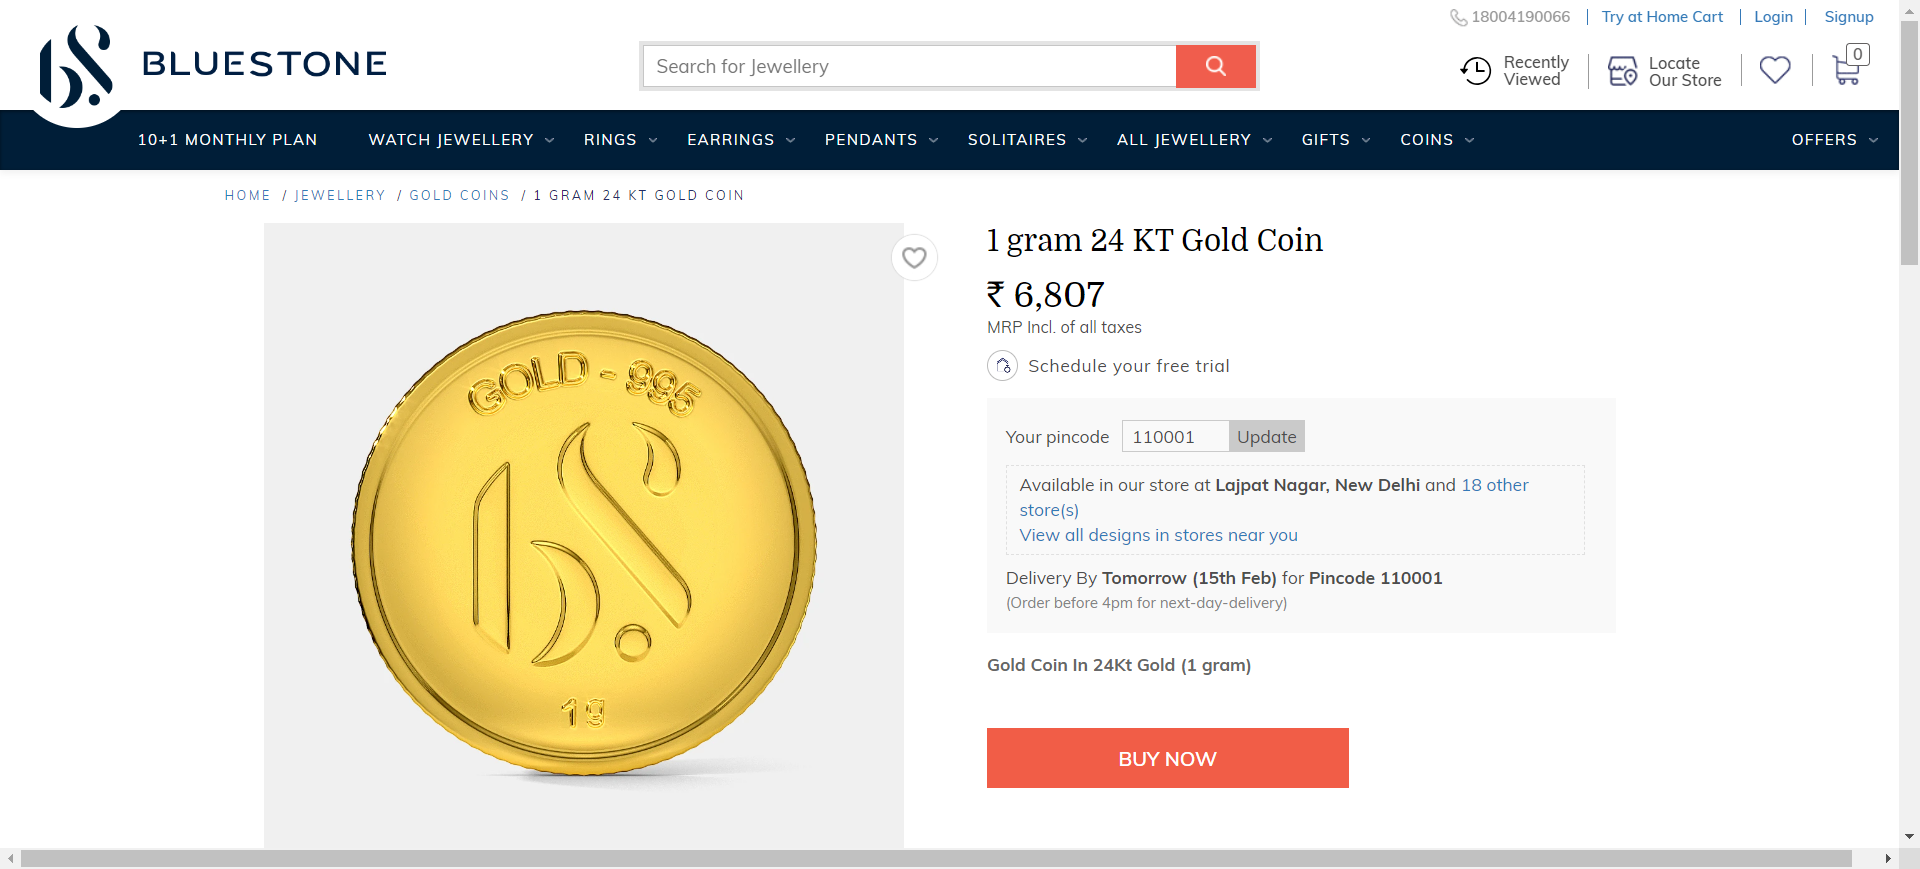 18004190066
Try at Home Cart
Login
Signup
BLUESTONE
Search for Jewellery
Recently
Viewed
Locate
Our Store
0
10+1 MONTHLY PLAN
WATCH JEWELLERY
RINGS
EARRINGS
PENDANTS
SOLITAIRES
ALL JEWELLERY
GIFTS
COINS
OFFERS
HOME / JEWELLERY / GOLD COINS / 1 GRAM 24 KT GOLD COIN
GOLD - 995
1g
1 gram 24 KT Gold Coin
₹ 6,807
MRP Incl. of all taxes
Schedule your free trial
Your pincode 110001 Update
Available in our store at Lajpat Nagar, New Delhi and 18 other
store(s)
View all designs in stores near you
Delivery By Tomorrow (15th Feb) for Pincode 110001
(Order before 4pm for next-day-delivery)
Gold Coin In 24Kt Gold (1 gram)
BUY NOW